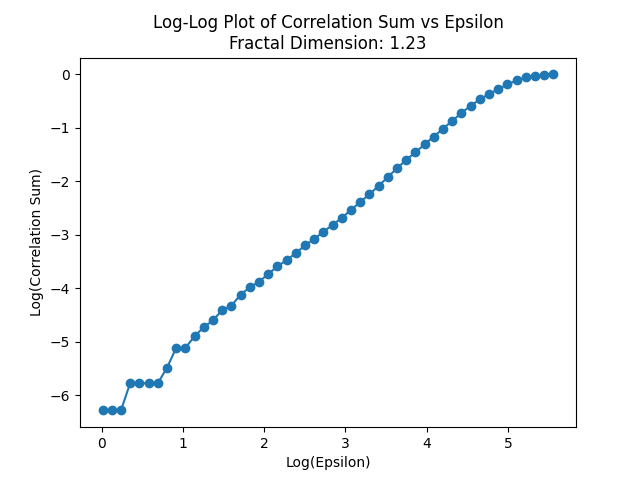 Log-Log Plot of Correlation Sum vs Epsilon
Fractal Dimension: 1.23
0
−1
−2
−3
−4
−5
−6
Log(Correlation Sum)
0 1 2 3 4 5
Log(Epsilon)